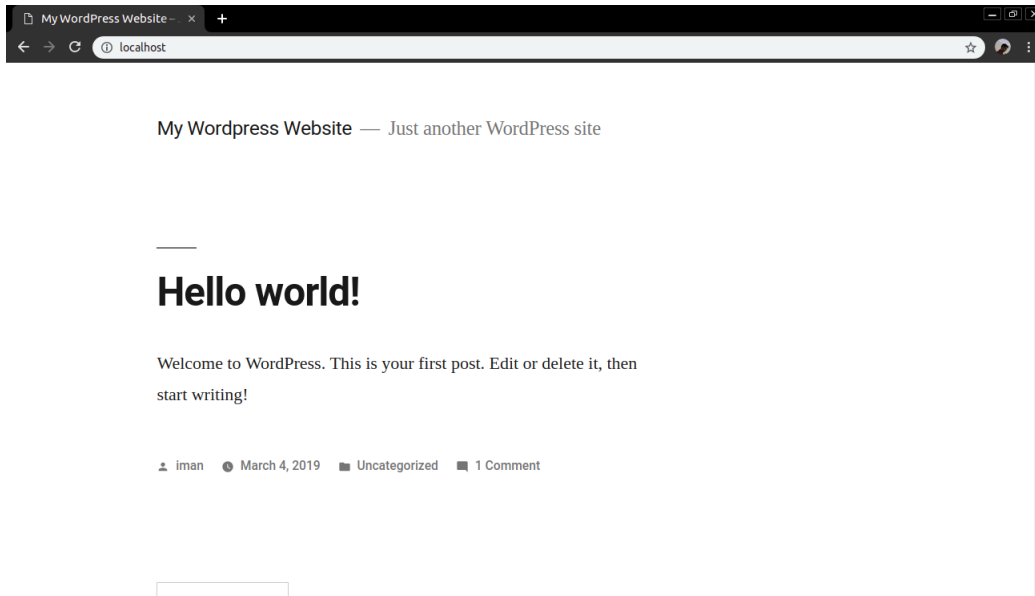 My WordPress Website –
localhost
My Wordpress Website — Just another WordPress site
Hello world!
Welcome to WordPress. This is your first post. Edit or delete it, then
start writing!
iman March 4, 2019 Uncategorized 1 Comment